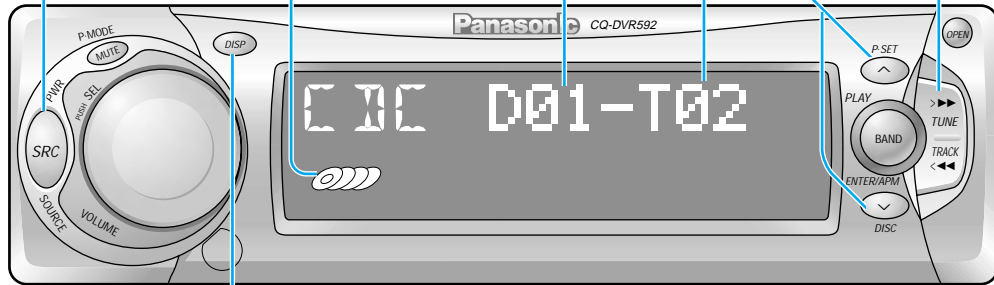 Panasonic CQ-DVR592
P·MODE
MUTE
DISP
OPEN
P·SET
PWR
PUSH SEL
CDC D01-T02
PLAY
TUNE
SRC
BAND
TRACK
SOURCE
VOLUME
ENTER/APM
DISC